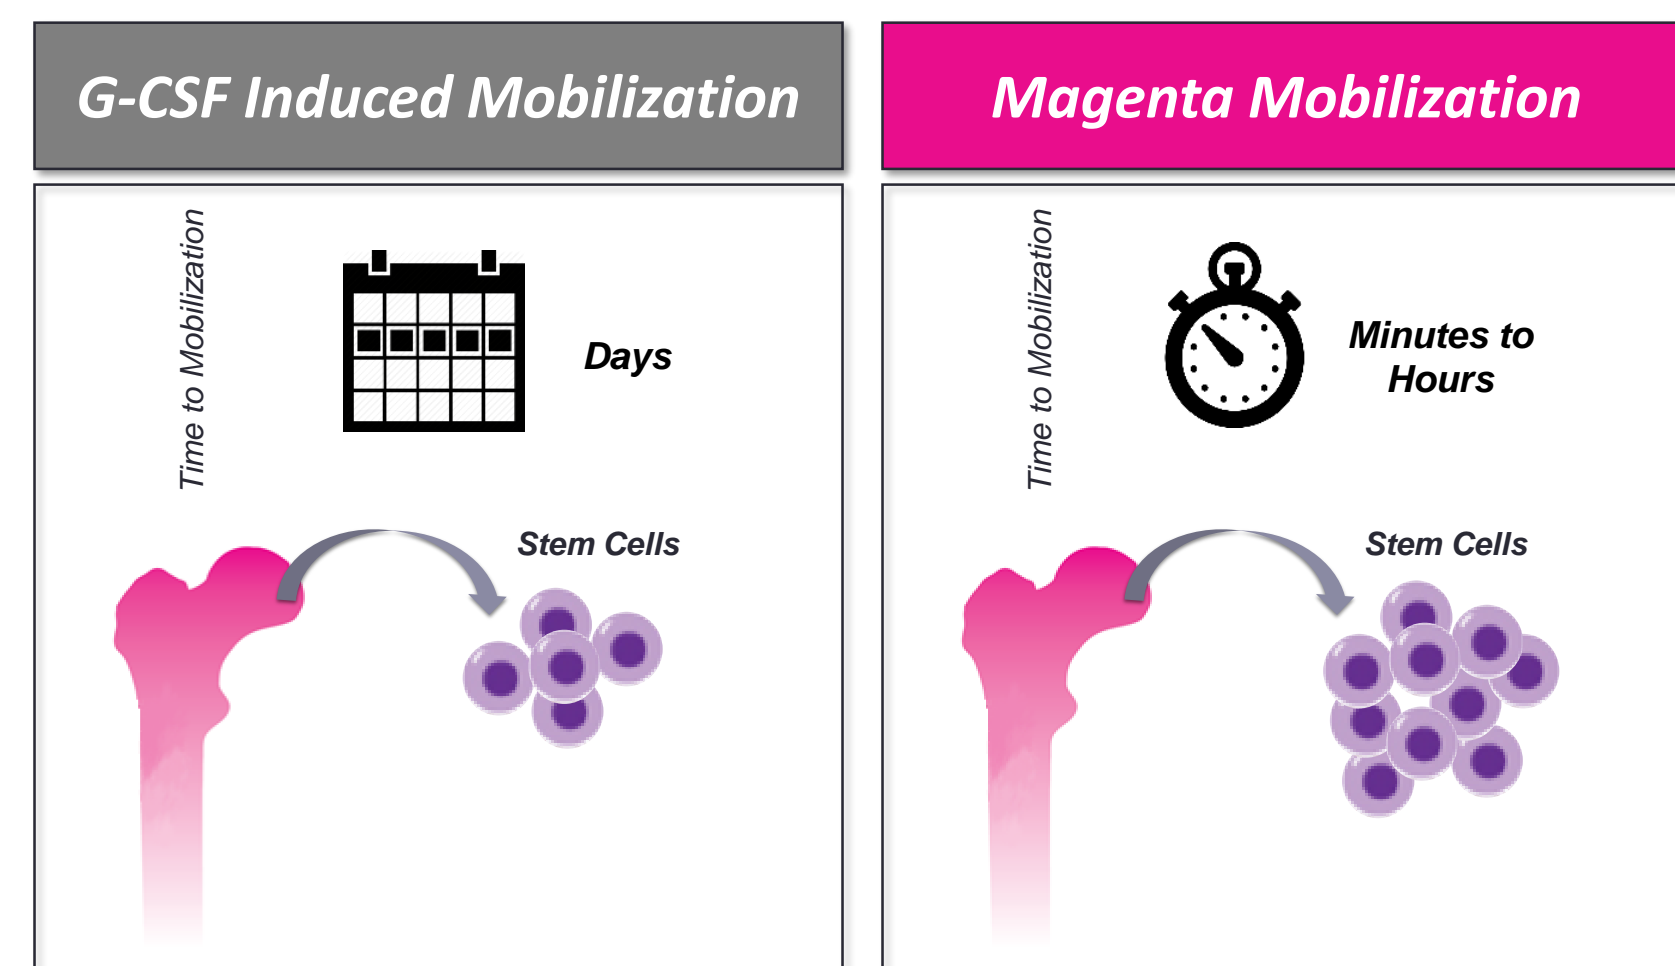 G-CSF Induced Mobilization
Time to Mobilization
Days
Stem Cells
Magenta Mobilization
Time to Mobilization
Minutes to
Hours
Stem Cells